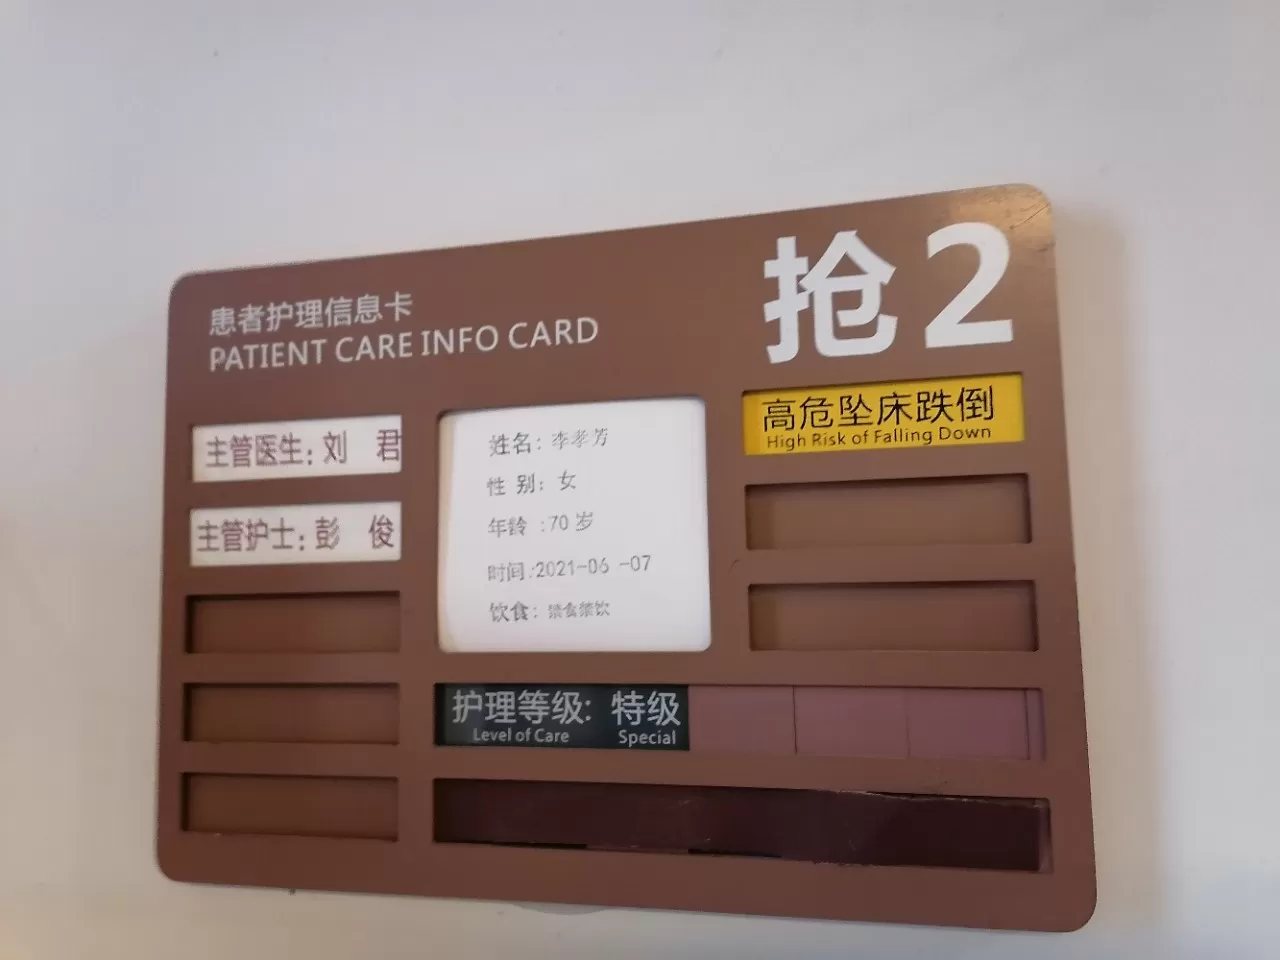 患者护理信息卡
PATIENT CARE INFO CARD
抢2
主管医生: 刘 君
主管护士: 彭 俊
姓名: 李孝芳
性 别: 女
年龄 :70 岁
时间:2021-06 -07
饮食: 禁食禁饮
高危坠床跌倒
High Risk of Falling Down
护理等级: 特级
Level of Care Special